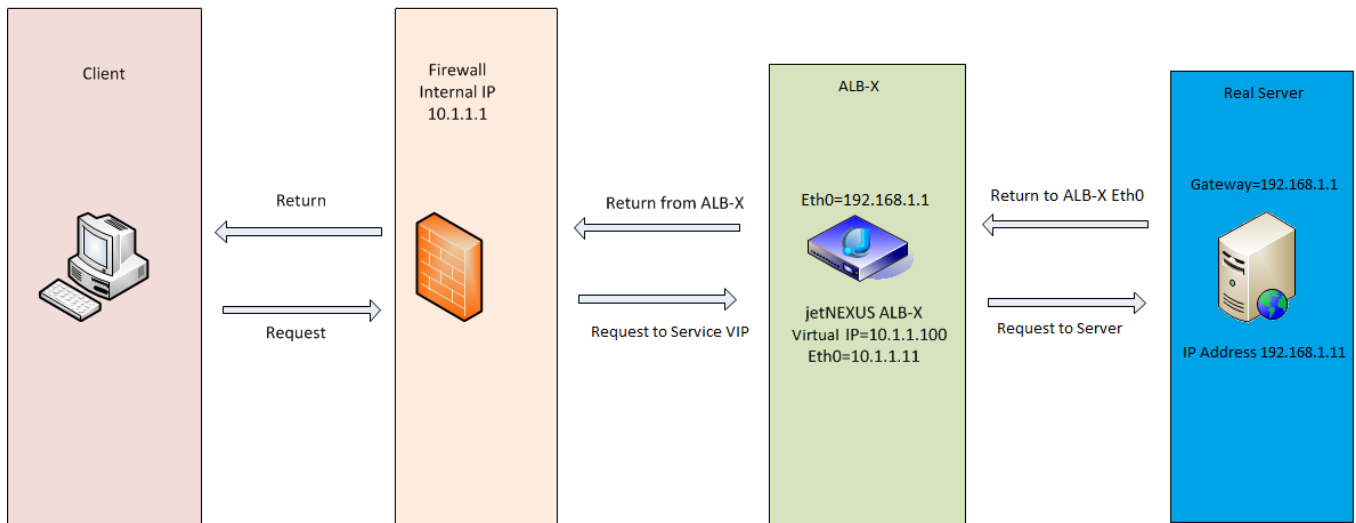 Client
Firewall
Internal IP
10.1.1.1
ALB-X
Real Server
Return
Return from ALB-X
Eth0=192.168.1.1
Return to ALB-X Eth0
Gateway=192.168.1.1
Request
Request to Service VIP
jetNEXUS ALB-X
Virtual IP=10.1.1.100
Eth0=10.1.1.11
Request to Server
IP Address 192.168.1.11